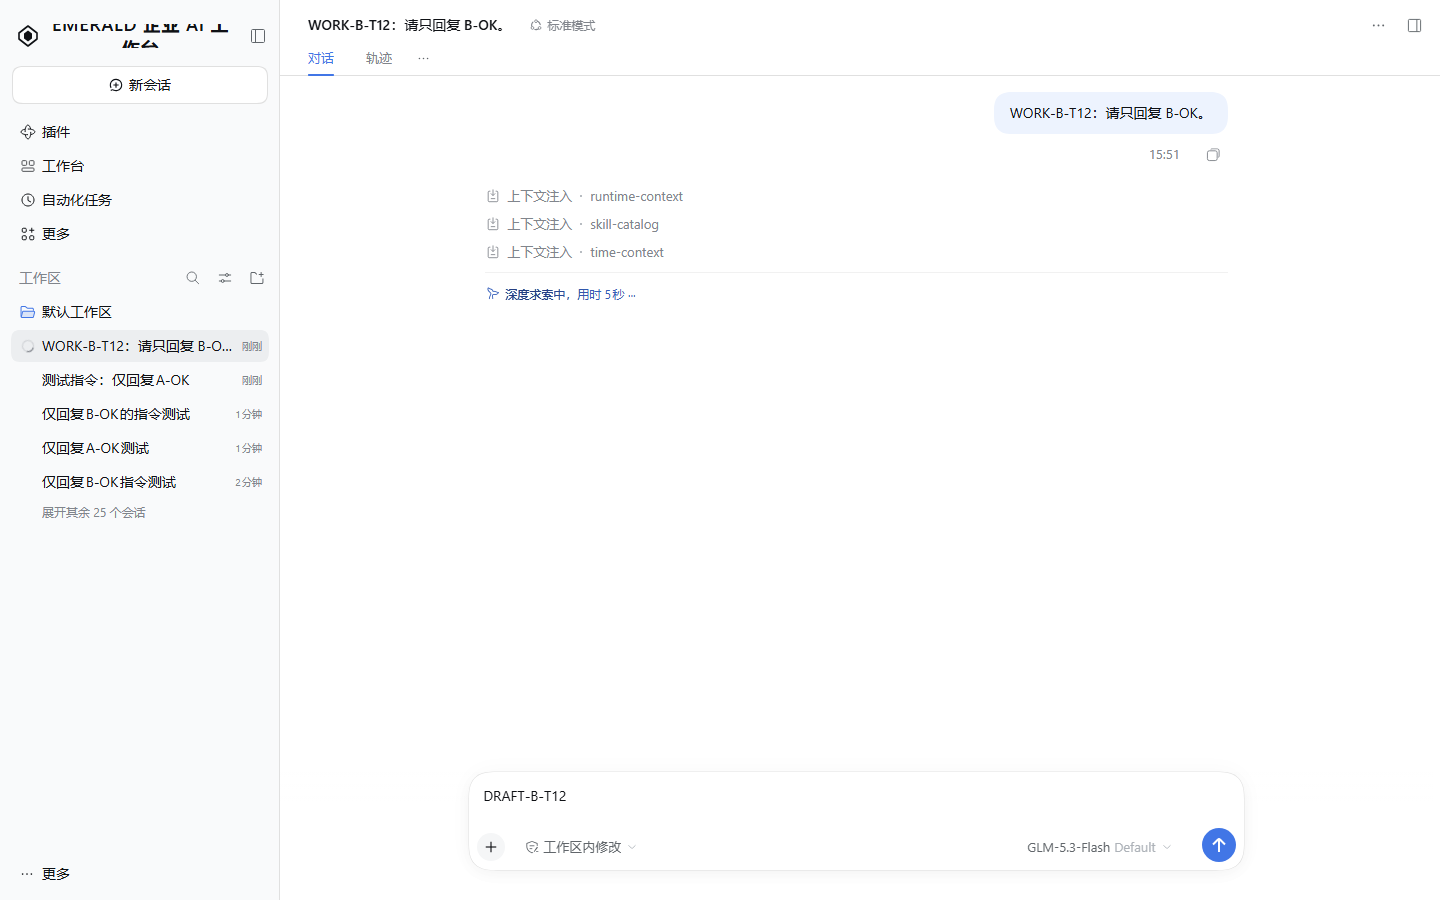 EMERALD 企业 AI 工
作台
新会话
插件
工作台
自动化任务
更多
工作区
默认工作区
WORK-B-T12：请只回复 B-O... 刚刚
测试指令：仅回复A-OK 刚刚
仅回复B-OK的指令测试 1分钟
仅回复A-OK测试 1分钟
仅回复B-OK指令测试 2分钟
展开其余 25 个会话
... 更多
WORK-B-T12：请只回复 B-OK。 标准模式
对话 轨迹 ...
WORK-B-T12：请只回复 B-OK。
15:51
上下文注入 · runtime-context
上下文注入 · skill-catalog
上下文注入 · time-context
深度求索中，用时 5秒 ...
DRAFT-B-T12
工作区内修改
GLM-5.3-Flash Default